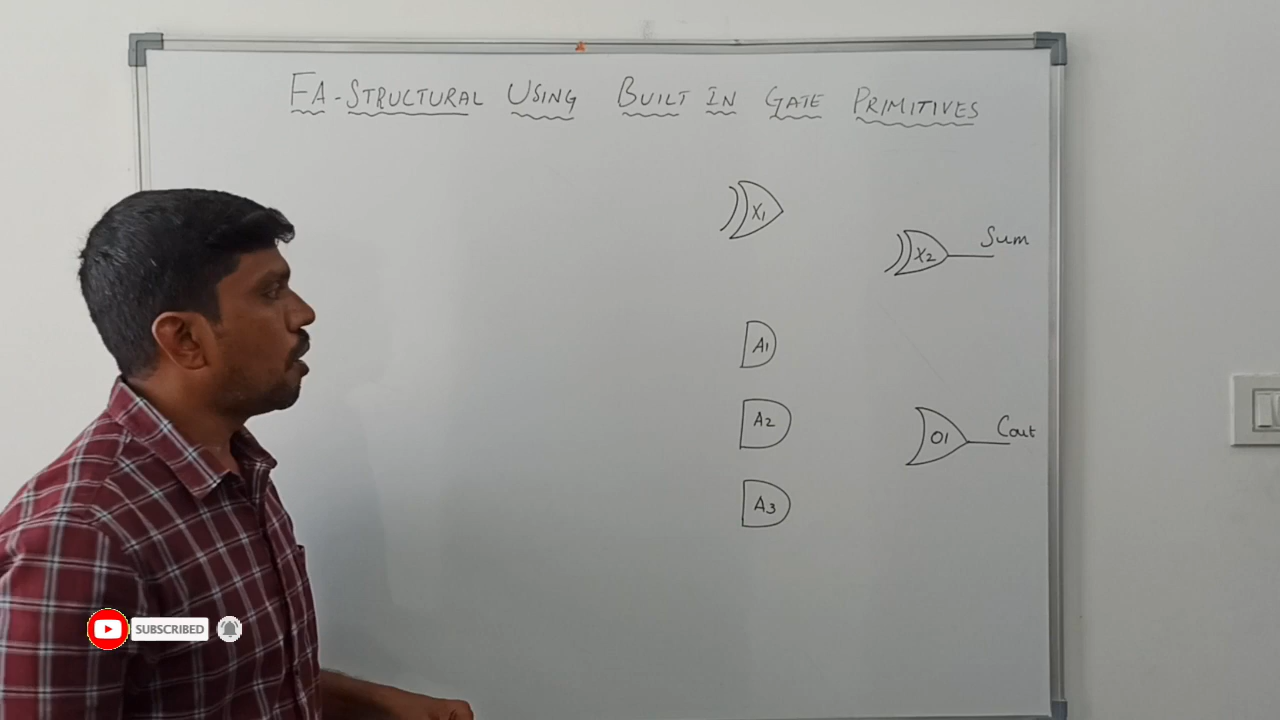 FA-STRUCTURAL USING BUILT IN GATE PRIMITIVES
X1
X2
Sum
A1
A2
O1
Cout
A3
SUBSCRIBED